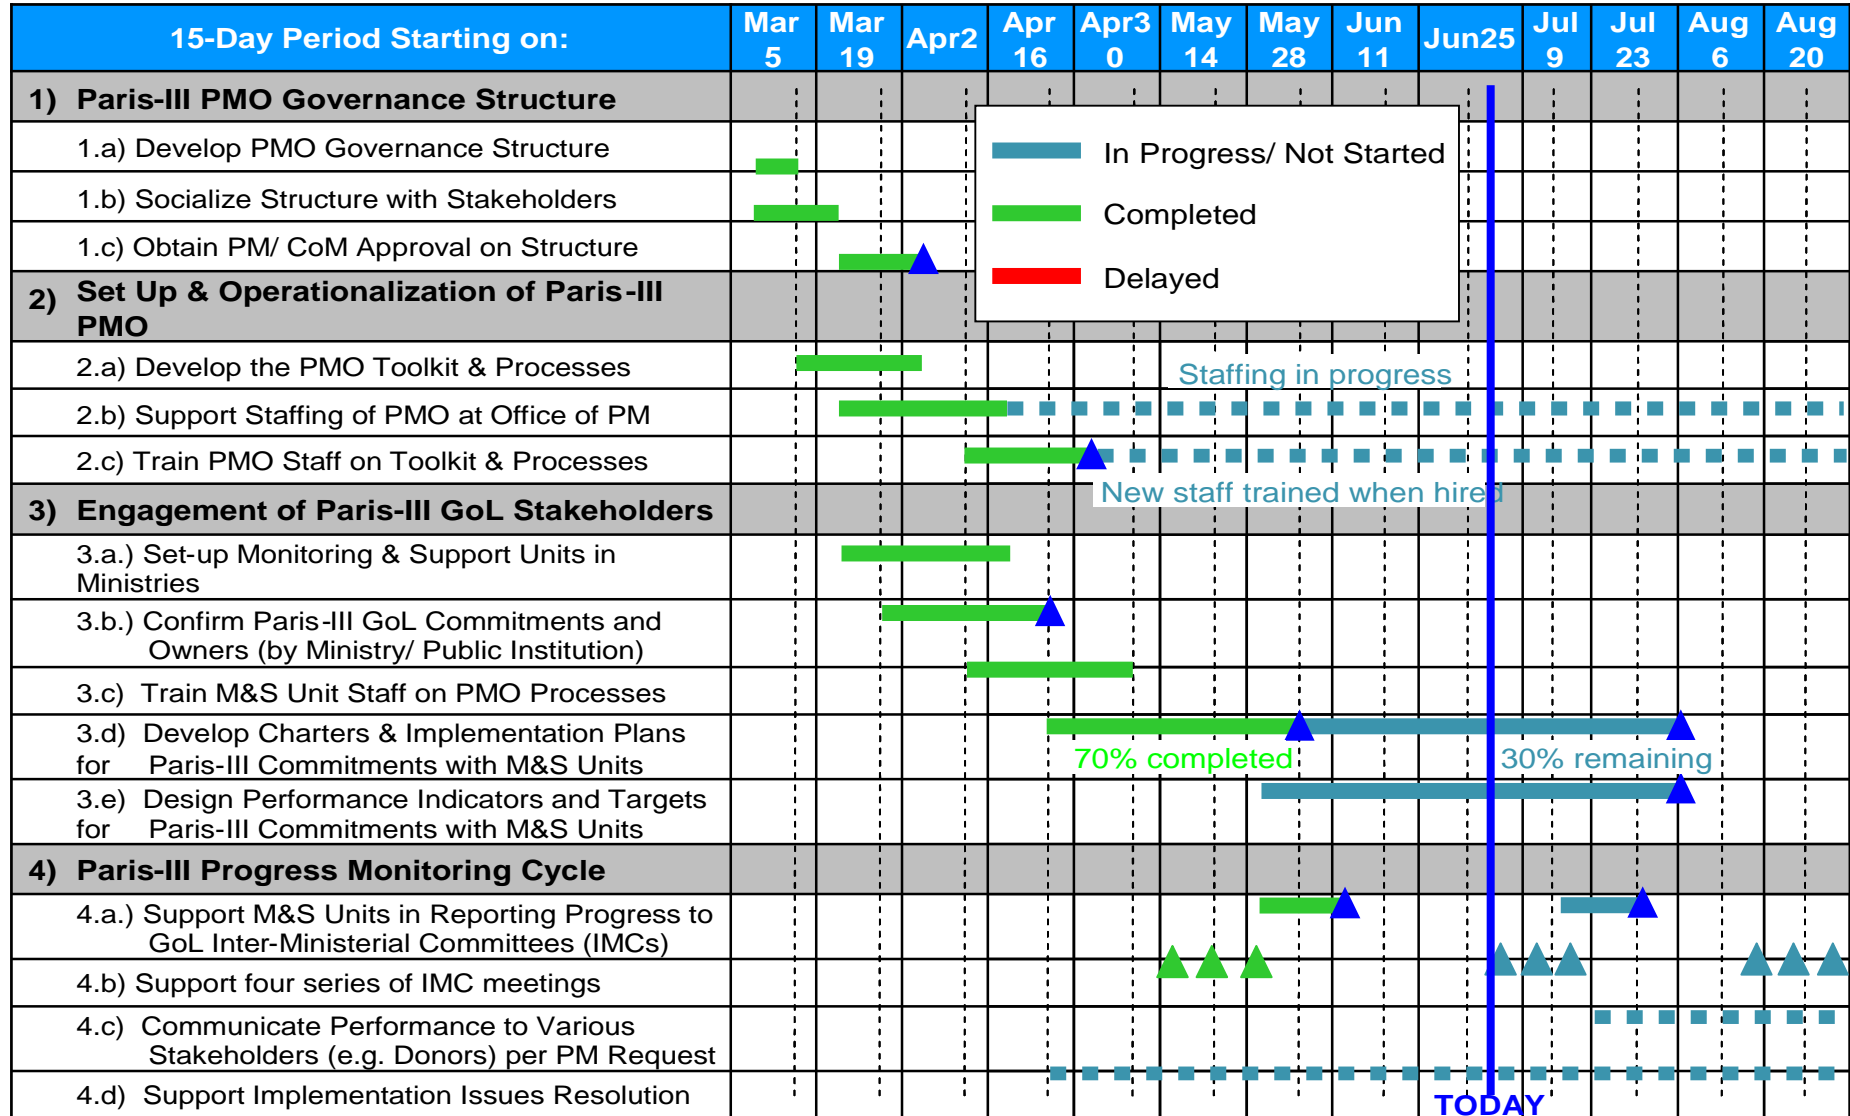 15-Day Period Starting on:
Mar 5
Mar 19
Apr2
Apr 16
Apr3 0
May 14
May 28
Jun 11
Jun25
Jul 9
Jul 23
Aug 6
Aug 20
1) Paris-III PMO Governance Structure
1.a) Develop PMO Governance Structure
1.b) Socialize Structure with Stakeholders
1.c) Obtain PM/ CoM Approval on Structure
In Progress/ Not Started
Completed
Delayed
2) Set Up & Operationalization of Paris-III
PMO
2.a) Develop the PMO Toolkit & Processes
Staffing in progress
2.b) Support Staffing of PMO at Office of PM
2.c) Train PMO Staff on Toolkit & Processes
New staff trained when hired
3) Engagement of Paris-III GoL Stakeholders
3.a.) Set-up Monitoring & Support Units in
Ministries
3.b.) Confirm Paris-III GoL Commitments and
Owners (by Ministry/ Public Institution)
3.c) Train M&S Unit Staff on PMO Processes
3.d) Develop Charters & Implementation Plans
for Paris-III Commitments with M&S Units
70% completed
30% remaining
3.e) Design Performance Indicators and Targets
for Paris-III Commitments with M&S Units
4) Paris-III Progress Monitoring Cycle
4.a.) Support M&S Units in Reporting Progress to
GoL Inter-Ministerial Committees (IMCs)
4.b) Support four series of IMC meetings
4.c) Communicate Performance to Various
Stakeholders (e.g. Donors) per PM Request
4.d) Support Implementation Issues Resolution
TODAY